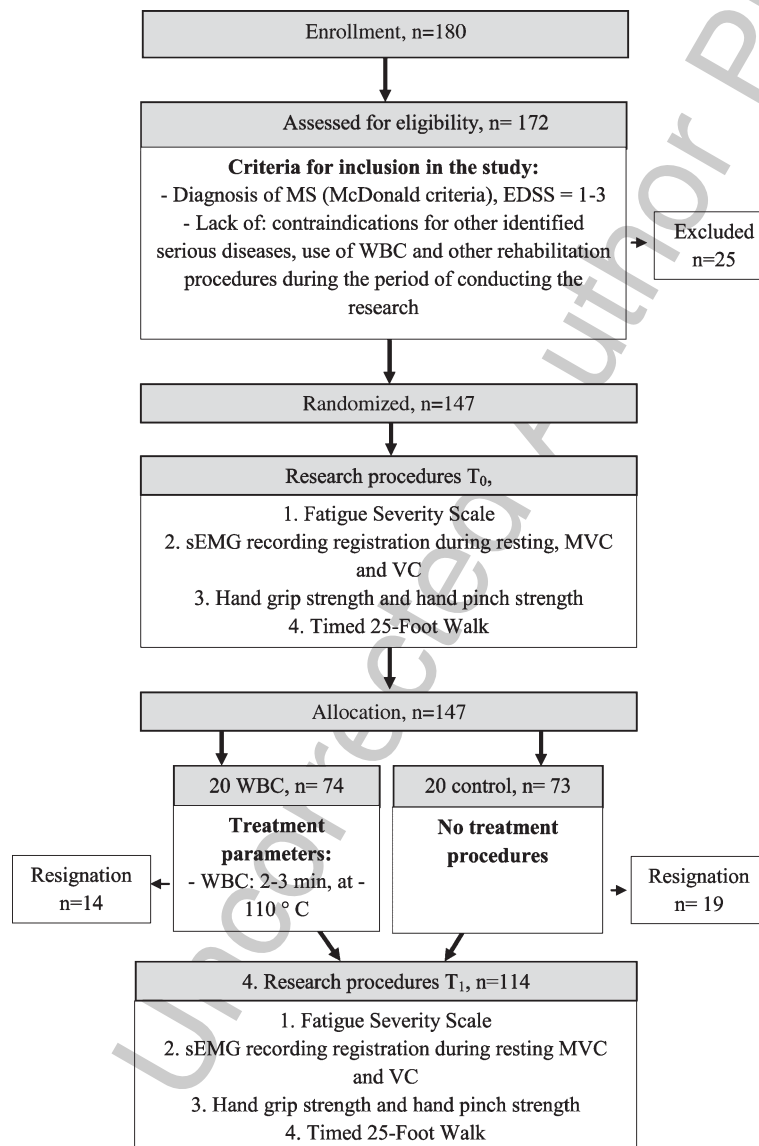 Enrollment, n=180
Assessed for eligibility, n= 172
Criteria for inclusion in the study:
- Diagnosis of MS (McDonald criteria), EDSS = 1-3
- Lack of: contraindications for other identified
serious diseases, use of WBC and other rehabilitation
procedures during the period of conducting the
research
Excluded
n=25
Randomized, n=147
Research procedures T₀,
1. Fatigue Severity Scale
2. sEMG recording registration during resting, MVC
and VC
3. Hand grip strength and hand pinch strength
4. Timed 25-Foot Walk
Allocation, n=147
20 WBC, n= 74
Treatment
parameters:
- WBC: 2-3 min, at -
110 ° C
20 control, n= 73
No treatment
procedures
Resignation
n=14
Resignation
n= 19
4. Research procedures T₁, n=114
1. Fatigue Severity Scale
2. sEMG recording registration during resting MVC
and VC
3. Hand grip strength and hand pinch strength
4. Timed 25-Foot Walk
Uncorrected Author P